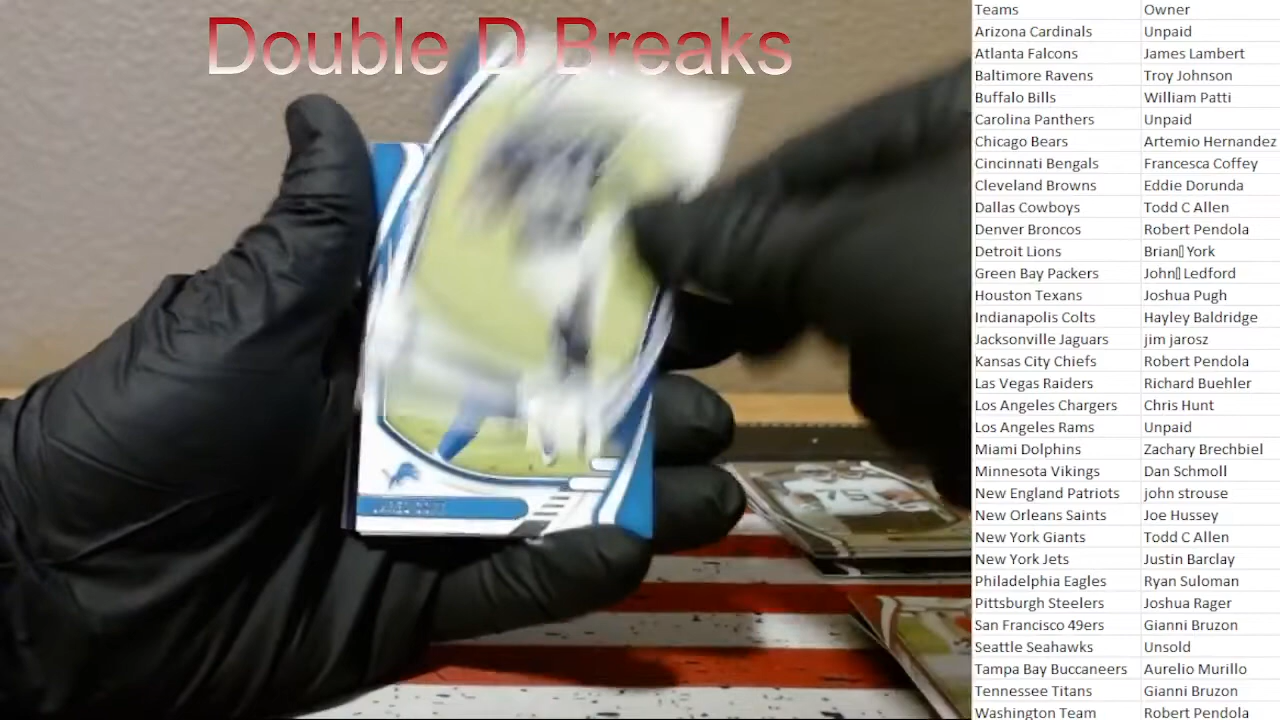 Double D Breaks
Teams Owner
Arizona Cardinals Unpaid
Atlanta Falcons James Lambert
Baltimore Ravens Troy Johnson
Buffalo Bills William Patti
Carolina Panthers Unpaid
Chicago Bears Artemio Hernandez
Cincinnati Bengals Francesca Coffey
Cleveland Browns Eddie Dorunda
Dallas Cowboys Todd C Allen
Denver Broncos Robert Pendola
Detroit Lions Brian York
Green Bay Packers John Ledford
Houston Texans Joshua Pugh
Indianapolis Colts Hayley Baldridge
Jacksonville Jaguars jim jarosz
Kansas City Chiefs Robert Pendola
Las Vegas Raiders Richard Buehler
Los Angeles Chargers Chris Hunt
Los Angeles Rams Unpaid
Miami Dolphins Zachary Brechbiel
Minnesota Vikings Dan Schmoll
New England Patriots john strouse
New Orleans Saints Joe Hussey
New York Giants Todd C Allen
New York Jets Justin Barclay
Philadelphia Eagles Ryan Suloman
Pittsburgh Steelers Joshua Rager
San Francisco 49ers Gianni Bruzon
Seattle Seahawks Unsold
Tampa Bay Buccaneers Aurelio Murillo
Tennessee Titans Gianni Bruzon
Washington Team Robert Pendola